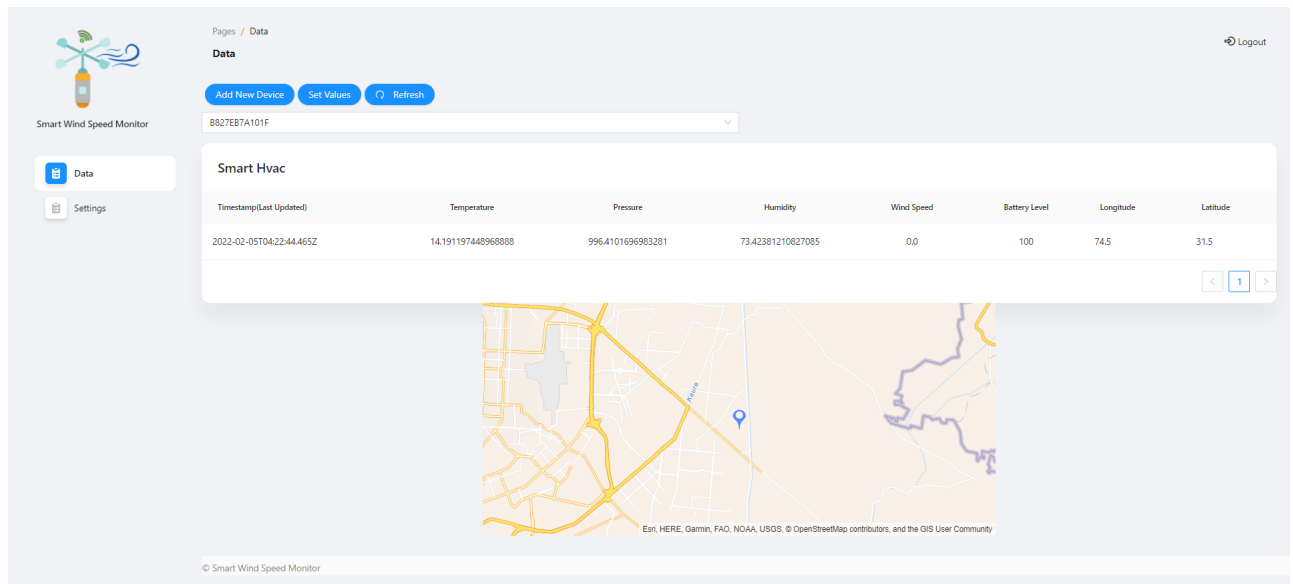 Pages / Data
Data
Logout
Add New Device Set Values Refresh
Smart Wind Speed Monitor
B827EB7A101F
Data
Settings
Smart Hvac
Timestamp(Last Updated) Temperature Pressure Humidity Wind Speed Battery Level Longitude Latitude
2022-02-05T04:22:44.465Z 14.191197448968888 996.4101696983281 73.42381210827085 0.0 100 74.5 31.5
< 1 >
Kaura
Esri, HERE, Garmin, FAO, NOAA, USGS, © OpenStreetMap contributors, and the GIS User Community
© Smart Wind Speed Monitor